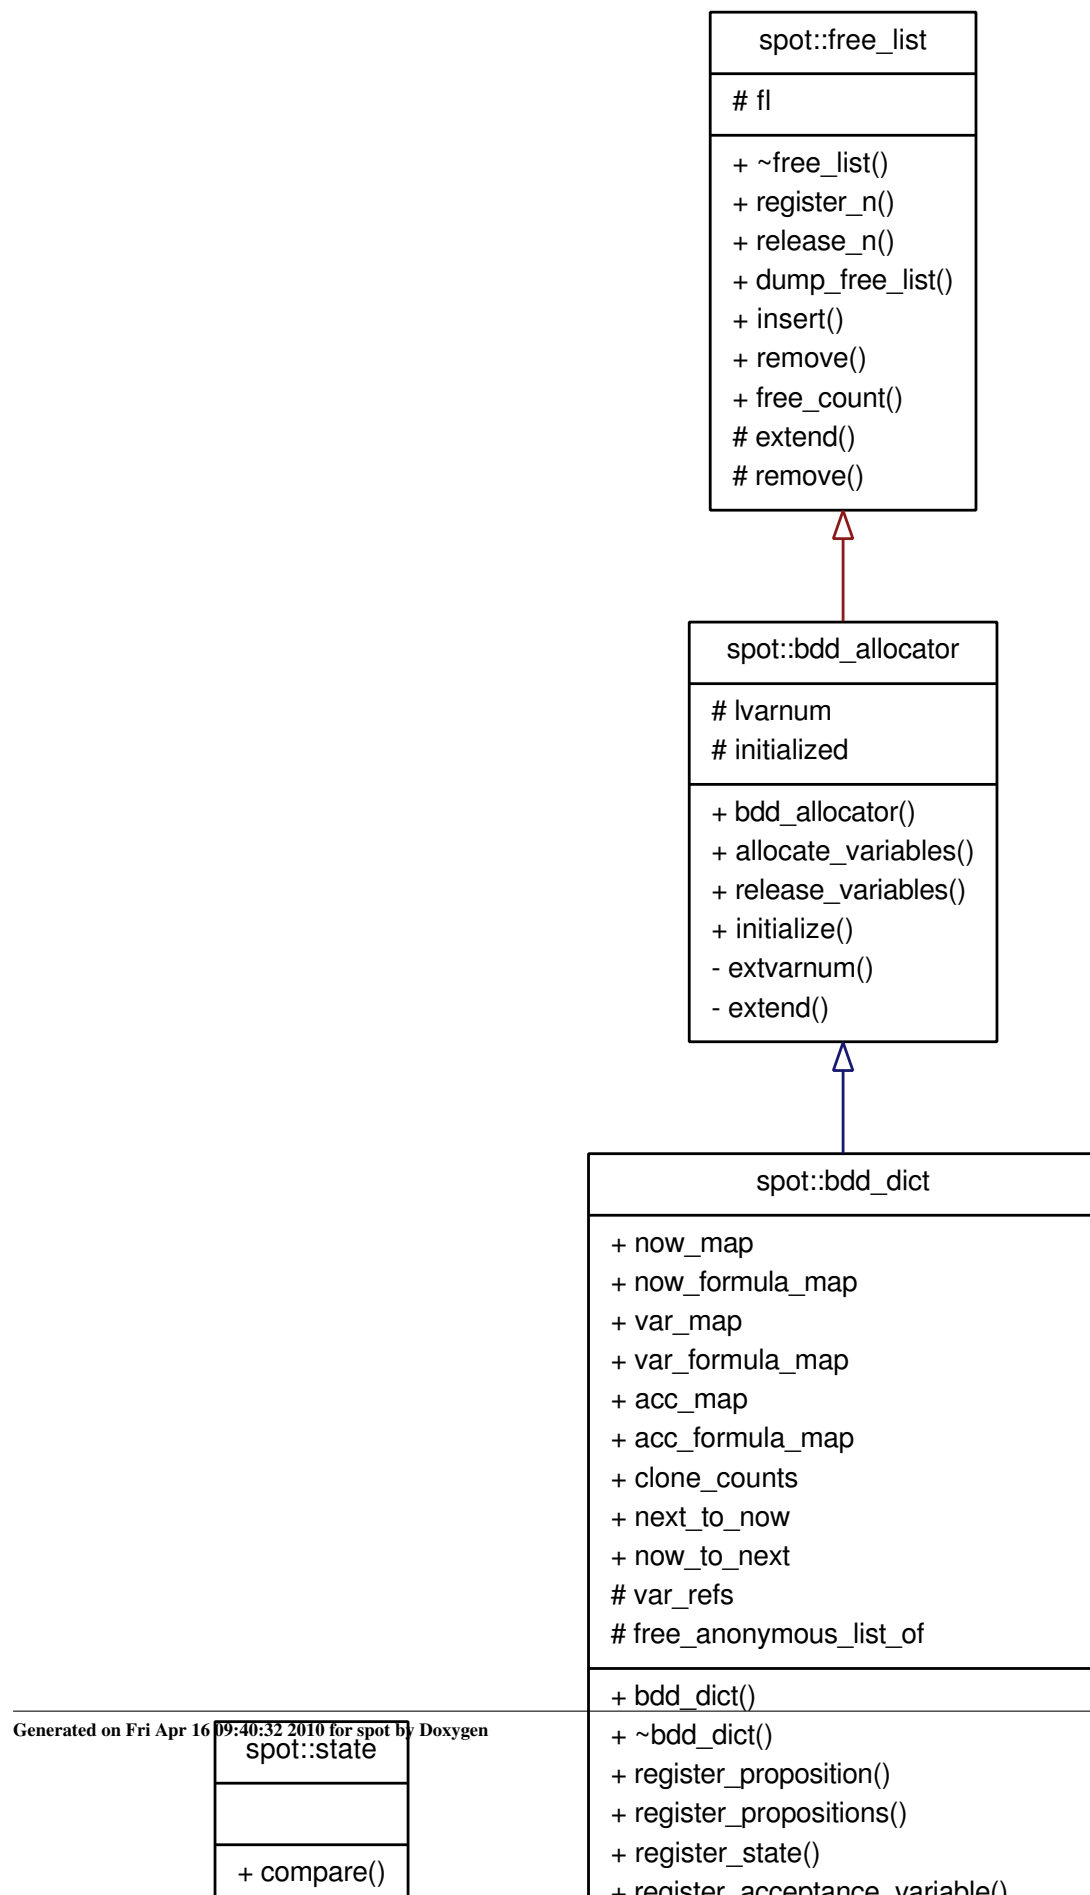 spot::free_list
# fl
+ ~free_list()
+ register_n()
+ release_n()
+ dump_free_list()
+ insert()
+ remove()
+ free_count()
# extend()
# remove()
spot::bdd_allocator
# lvarnum
# initialized
+ bdd_allocator()
+ allocate_variables()
+ release_variables()
+ initialize()
- extvarnum()
- extend()
spot::bdd_dict
+ now_map
+ now_formula_map
+ var_map
+ var_formula_map
+ acc_map
+ acc_formula_map
+ clone_counts
+ next_to_now
+ now_to_next
# var_refs
# free_anonymous_list_of
+ bdd_dict()
+ ~bdd_dict()
+ register_proposition()
+ register_propositions()
+ register_state()
+ register_acceptance_variable()
Generated on Fri Apr 16 09:40:32 2010 for spot by Doxygen
spot::state
+ compare()